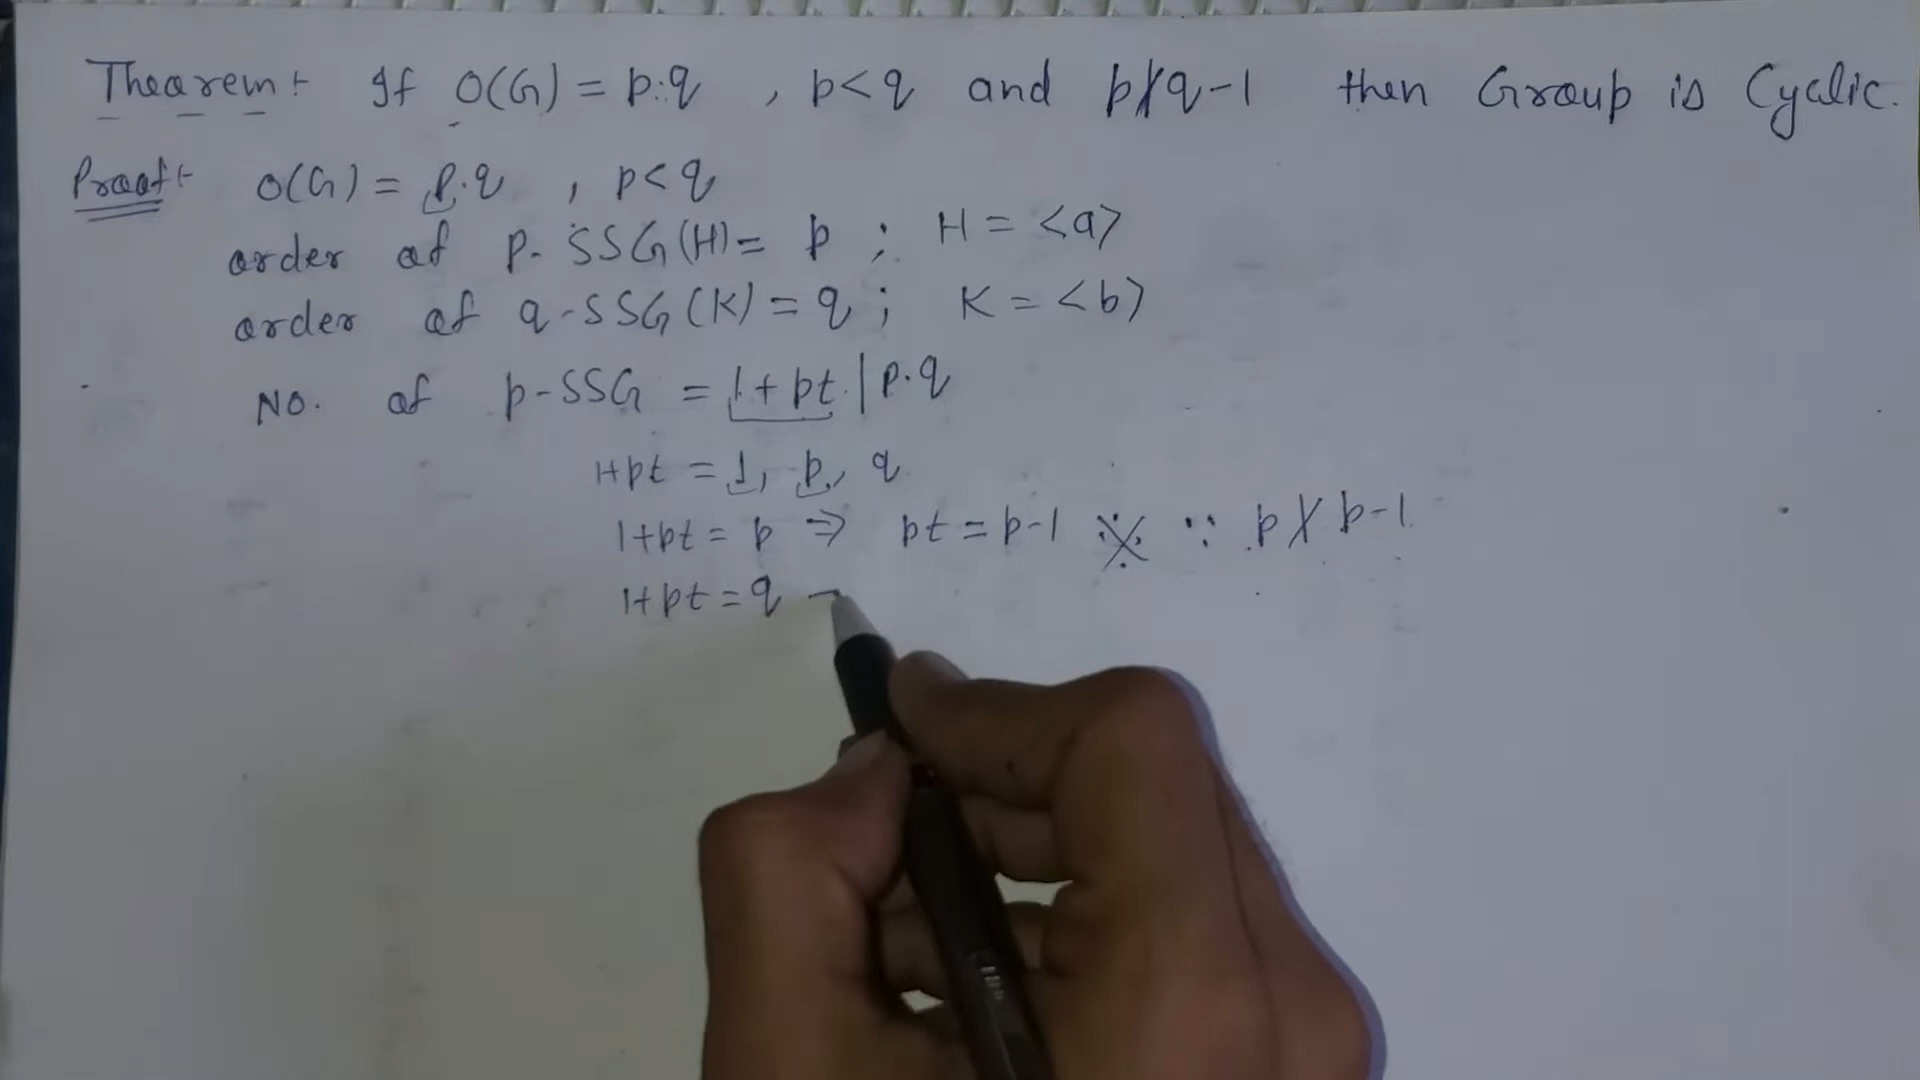 Theorem:- If O(G) = p.q , p<q and p∤q-1 then Group is Cyclic.
Proof:- O(G) = p.q , p<q
order of p-SSG(H) = p ; H = <a>
order of q-SSG(K) = q ; K = <b>
No. of p-SSG = 1+pt | p.q
1+pt = 1, p, q
1+pt = p ⇒ pt = p-1 ※ ∵ p∤p-1
1+pt = q